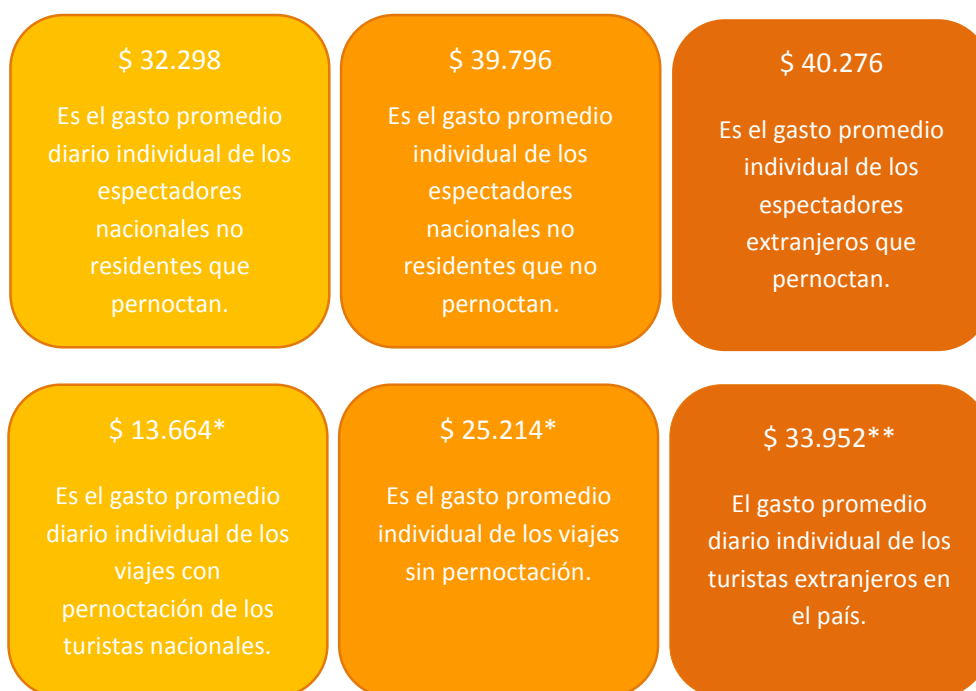 $ 32.298
Es el gasto promedio
diario individual de los
espectadores
nacionales no
residentes que
pernoctan.
$ 39.796
Es el gasto promedio
individual de los
espectadores
nacionales no
residentes que no
pernoctan.
$ 40.276
Es el gasto promedio
individual de los
espectadores
extranjeros que
pernoctan.
$ 13.664*
Es el gasto promedio
diario individual de los
viajes con
pernoctación de los
turistas nacionales.
$ 25.214*
Es el gasto promedio
individual de los viajes
sin pernoctación.
$ 33.952**
El gasto promedio
diario individual de los
turistas extranjeros en
el país.